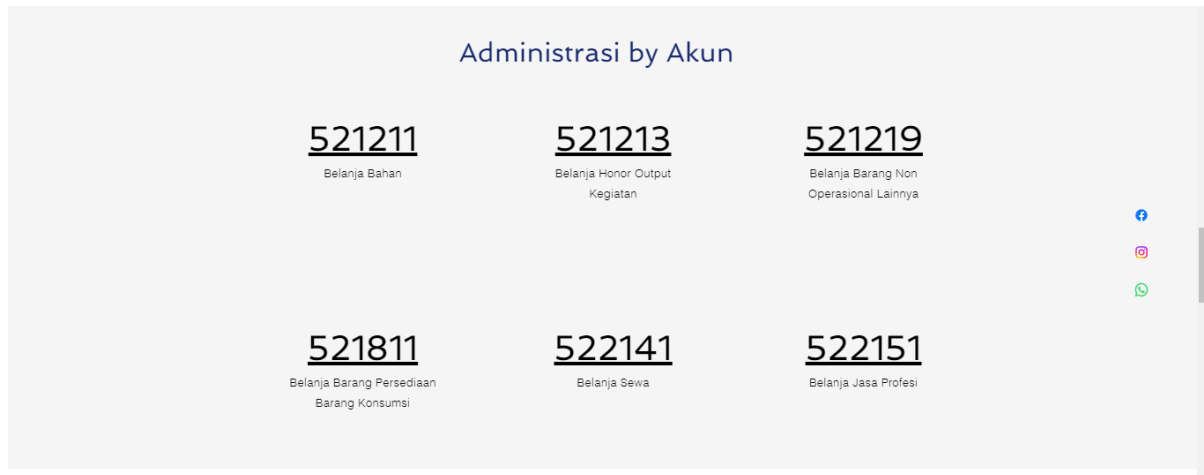 Administrasi by Akun
521211
Belanja Bahan
521213
Belanja Honor Output
Kegiatan
521219
Belanja Barang Non
Operasional Lainnya
521811
Belanja Barang Persediaan
Barang Konsumsi
522141
Belanja Sewa
522151
Belanja Jasa Profesi